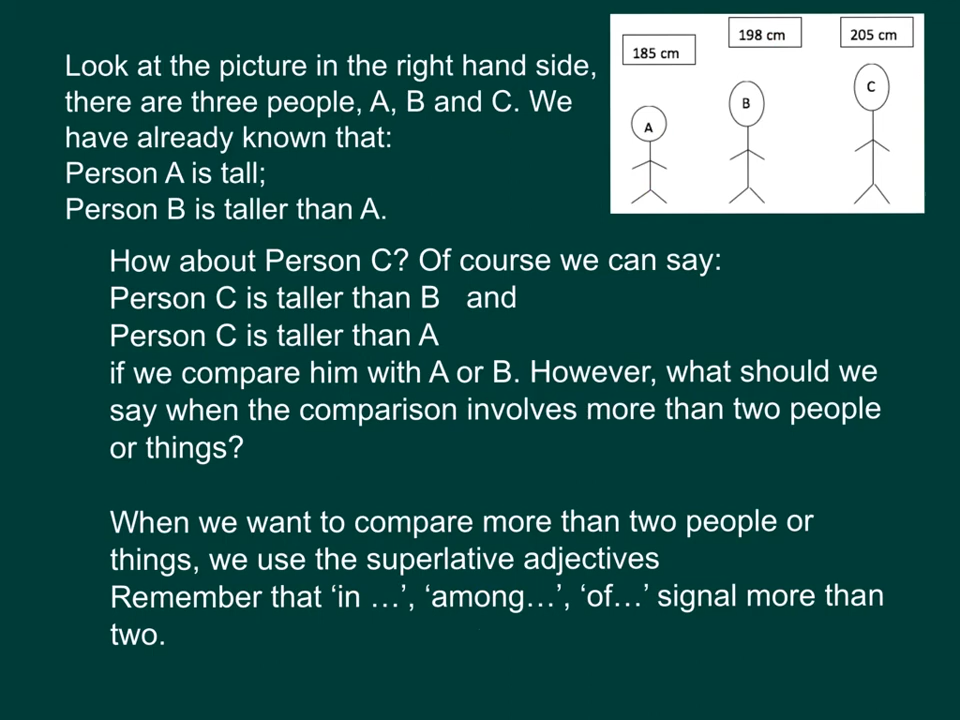 Look at the picture in the right hand side,
there are three people, A, B and C. We
have already known that:
Person A is tall;
Person B is taller than A.
185 cm
198 cm
205 cm
A
B
C
How about Person C? Of course we can say:
Person C is taller than B and
Person C is taller than A
if we compare him with A or B. However, what should we
say when the comparison involves more than two people
or things?
When we want to compare more than two people or
things, we use the superlative adjectives
Remember that ‘in …’, ‘among…’, ‘of…’ signal more than
two.